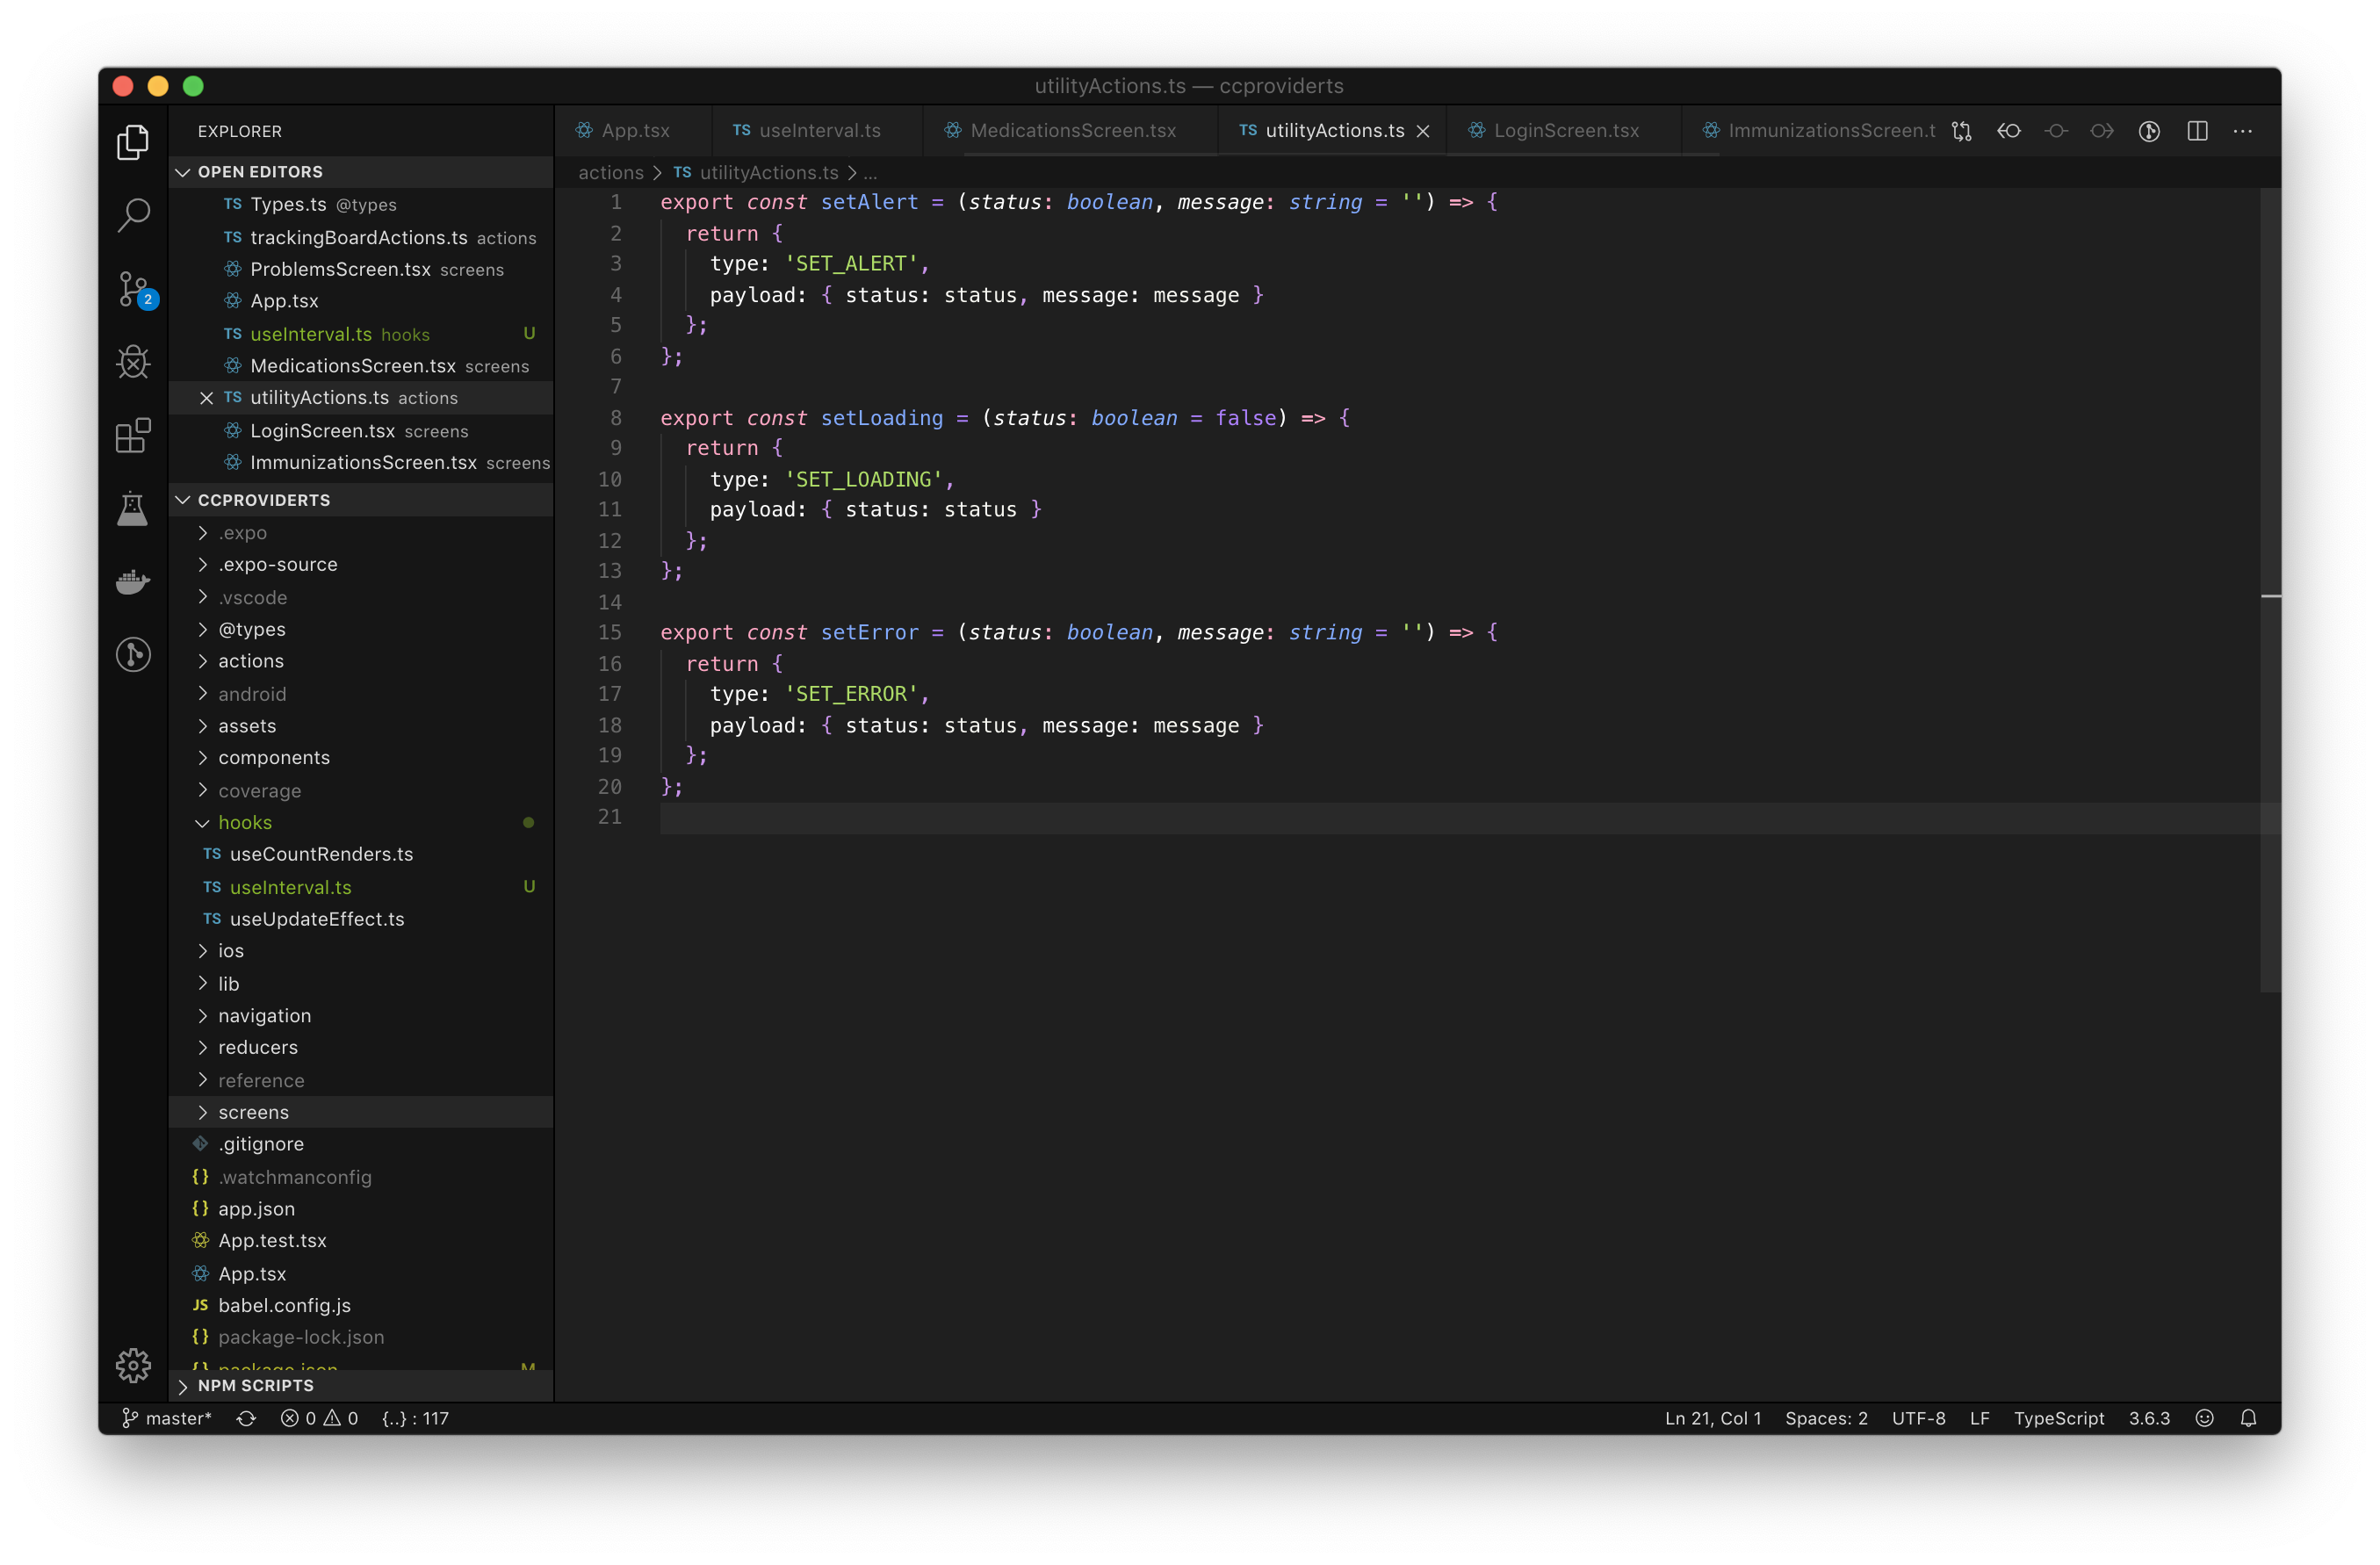 utilityActions.ts — ccproviderts
EXPLORER
OPEN EDITORS
TS Types.ts @types
TS trackingBoardActions.ts actions
ProblemsScreen.tsx screens
App.tsx
TS useInterval.ts hooks U
MedicationsScreen.tsx screens
TS utilityActions.ts actions
LoginScreen.tsx screens
ImmunizationsScreen.tsx screens
CCPROVIDERTS
.expo
.expo-source
.vscode
@types
actions
android
assets
components
coverage
hooks
TS useCountRenders.ts
TS useInterval.ts U
TS useUpdateEffect.ts
ios
lib
navigation
reducers
reference
screens
.gitignore
{} .watchmanconfig
{} app.json
App.test.tsx
App.tsx
JS babel.config.js
{} package-lock.json
{} package.json M
NPM SCRIPTS
2
App.tsx TS useInterval.ts MedicationsScreen.tsx TS utilityActions.ts LoginScreen.tsx ImmunizationsScreen.t
actions > TS utilityActions.ts > ...
1 export const setAlert = (status: boolean, message: string = '') => {
2 return {
3 type: 'SET_ALERT',
4 payload: { status: status, message: message }
5 };
6 };
7
8 export const setLoading = (status: boolean = false) => {
9 return {
10 type: 'SET_LOADING',
11 payload: { status: status }
12 };
13 };
14
15 export const setError = (status: boolean, message: string = '') => {
16 return {
17 type: 'SET_ERROR',
18 payload: { status: status, message: message }
19 };
20 };
21
master* 0 0 {..} : 117 Ln 21, Col 1 Spaces: 2 UTF-8 LF TypeScript 3.6.3